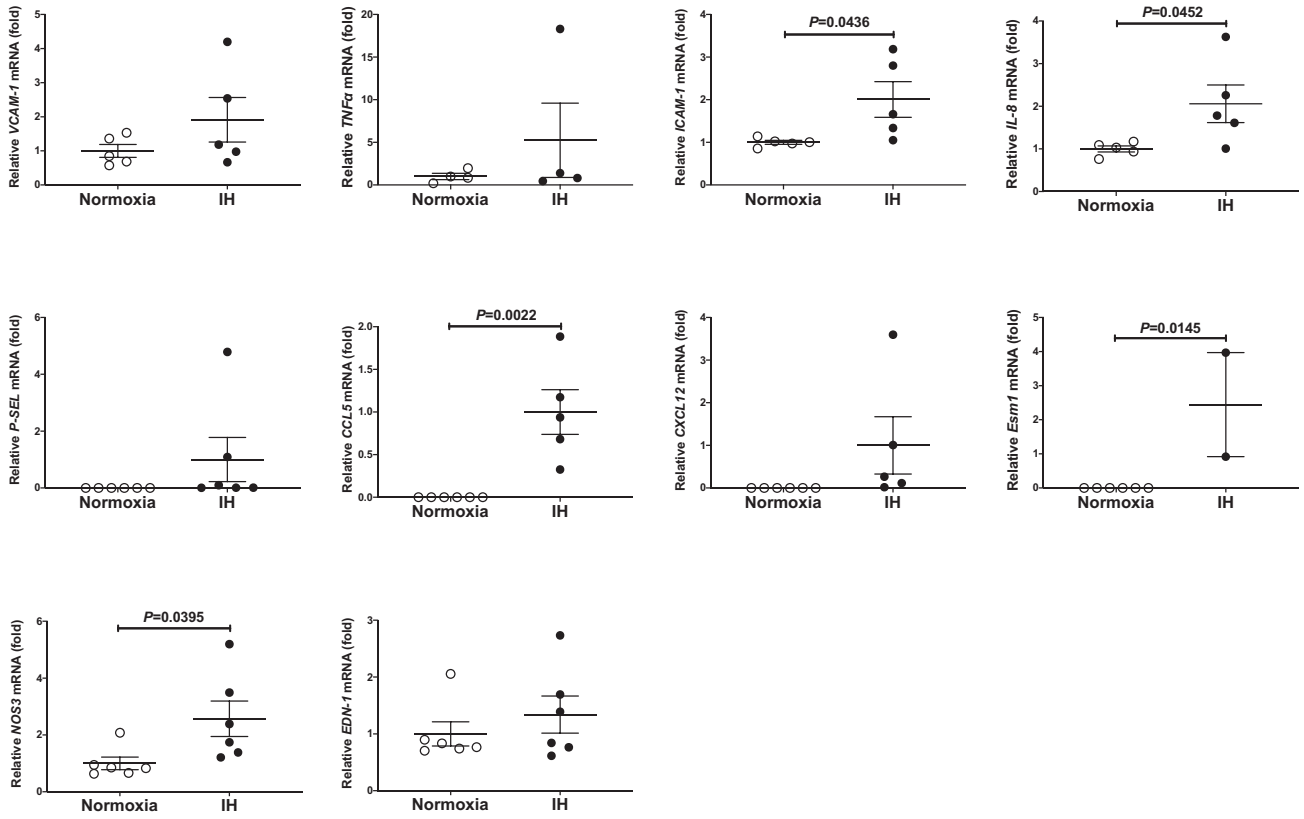 Relative VCAM-1 mRNA (fold)
5
4
3
2
1
0
Normoxia IH
Relative TNFα mRNA (fold)
20
15
10
5
0
Normoxia IH
Relative ICAM-1 mRNA (fold)
4
3
2
1
0
P=0.0436
Normoxia IH
Relative IL-8 mRNA (fold)
4
3
2
1
0
P=0.0452
Normoxia IH
Relative P-SEL mRNA (fold)
6
4
2
0
Normoxia IH
Relative CCL5 mRNA (fold)
2.0
1.5
1.0
0.5
0.0
P=0.0022
Normoxia IH
Relative CXCL12 mRNA (fold)
4
3
2
1
0
Normoxia IH
Relative Esm1 mRNA (fold)
5
4
3
2
1
0
P=0.0145
Normoxia IH
Relative NOS3 mRNA (fold)
6
4
2
0
P=0.0395
Normoxia IH
Relative EDN-1 mRNA (fold)
3
2
1
0
Normoxia IH